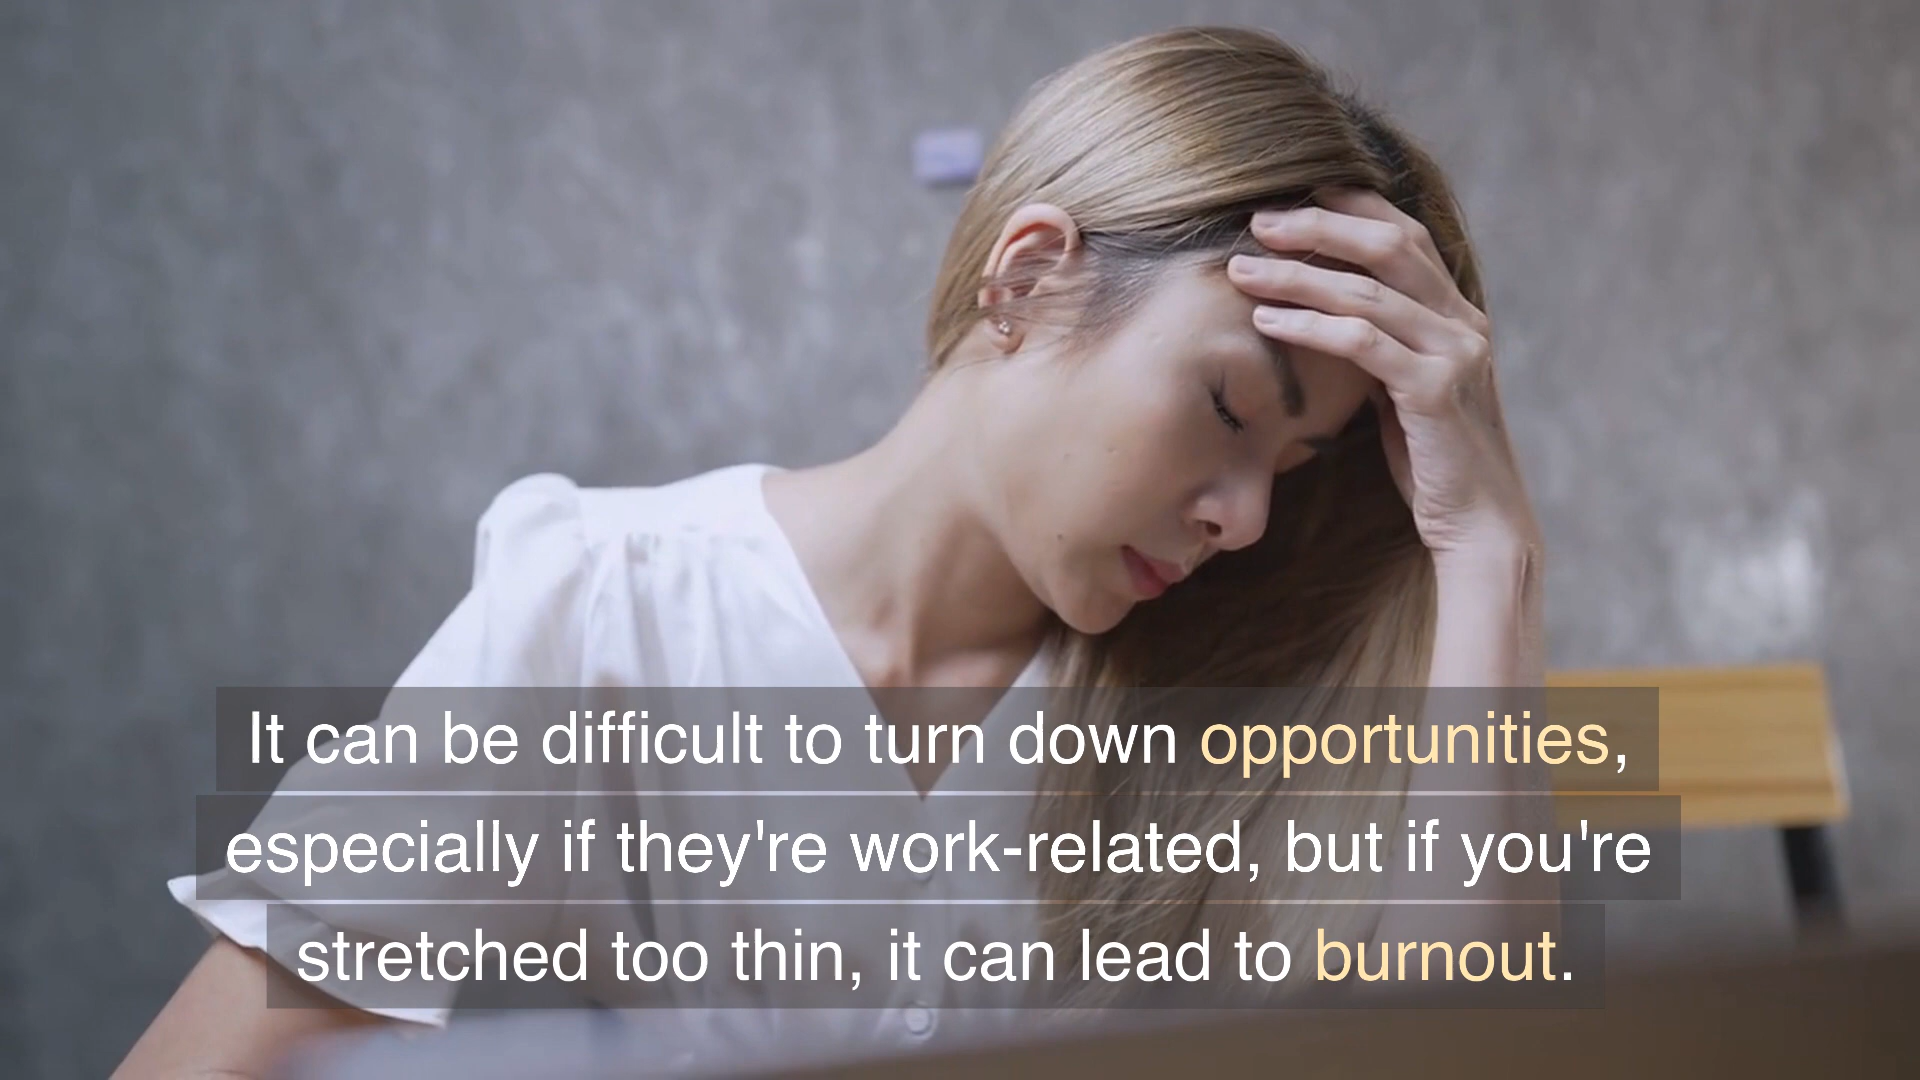 It can be difficult to turn down opportunities,
especially if they're work-related, but if you're
stretched too thin, it can lead to burnout.